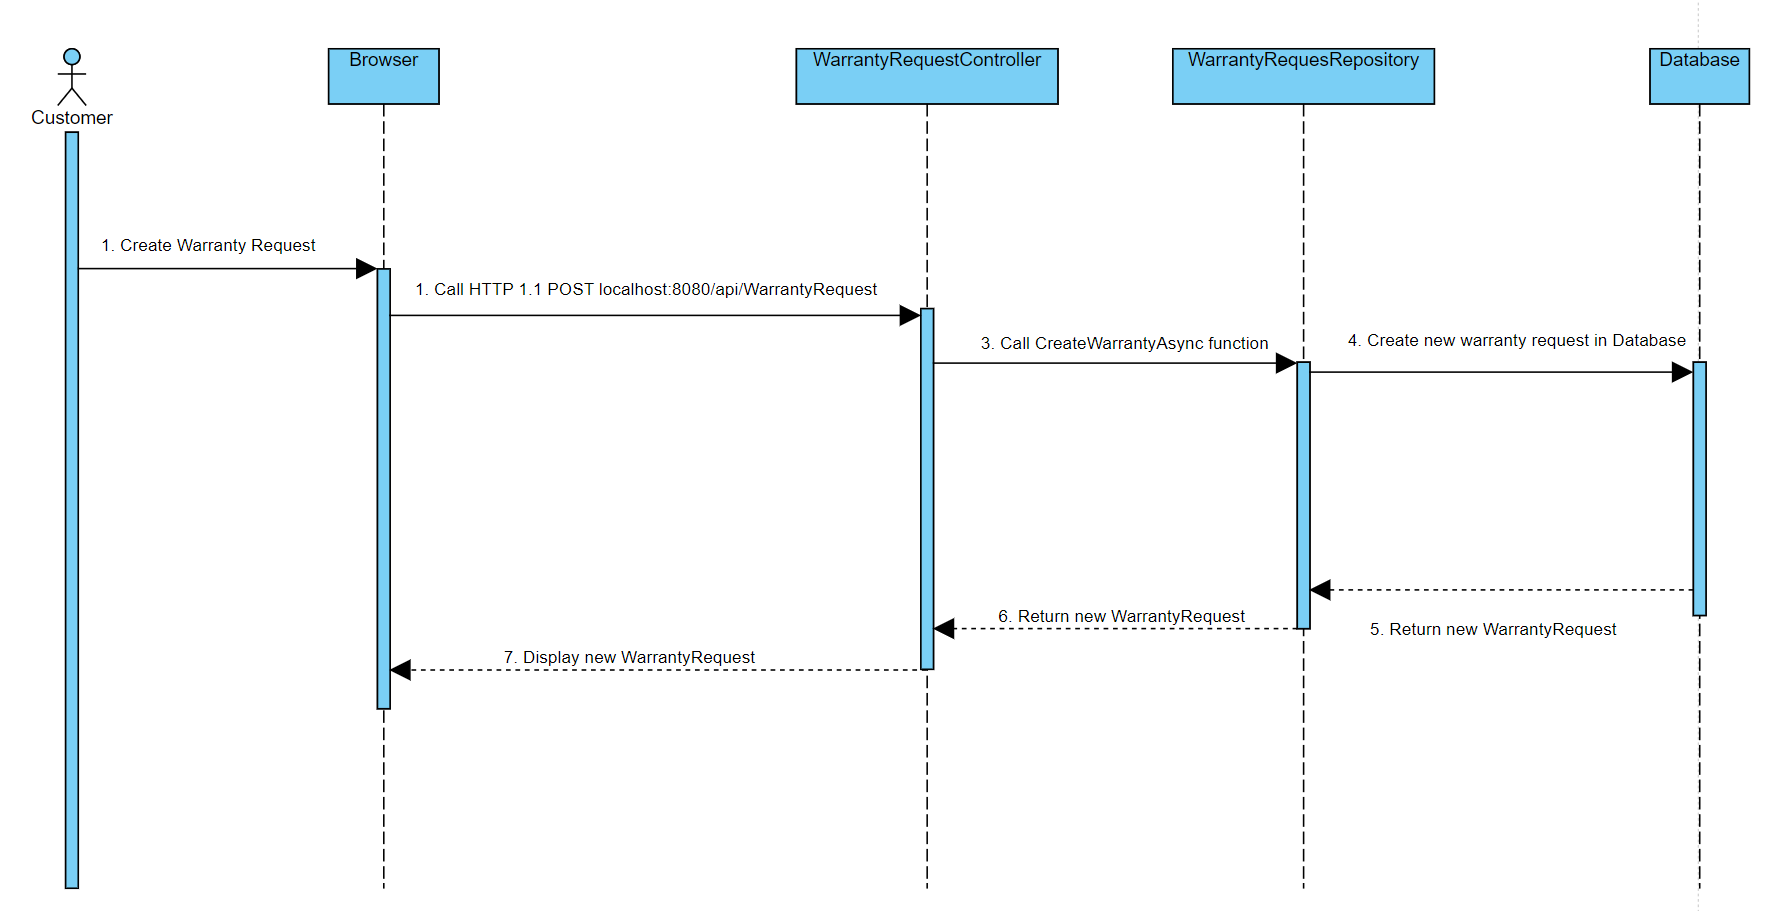 Customer
Browser
WarrantyRequestController
WarrantyRequesRepository
Database
1. Create Warranty Request
1. Call HTTP 1.1 POST localhost:8080/api/WarrantyRequest
3. Call CreateWarrantyAsync function
4. Create new warranty request in Database
5. Return new WarrantyRequest
6. Return new WarrantyRequest
7. Display new WarrantyRequest